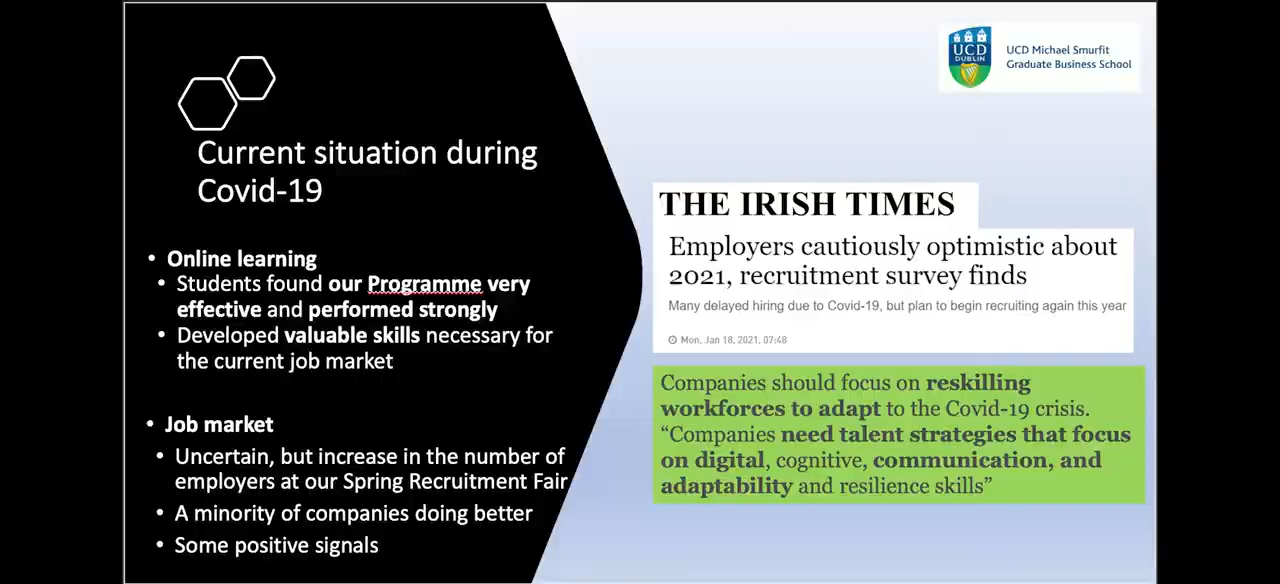 Current situation during
Covid-19
• Online learning
• Students found our Programme very
effective and performed strongly
• Developed valuable skills necessary for
the current job market
• Job market
• Uncertain, but increase in the number of
employers at our Spring Recruitment Fair
• A minority of companies doing better
• Some positive signals
UCD
DUBLIN
UCD Michael Smurfit
Graduate Business School
THE IRISH TIMES
Employers cautiously optimistic about
2021, recruitment survey finds
Many delayed hiring due to Covid-19, but plan to begin recruiting again this year
Mon, Jan 18, 2021, 07:48
Companies should focus on reskilling
workforces to adapt to the Covid-19 crisis.
“Companies need talent strategies that focus
on digital, cognitive, communication, and
adaptability and resilience skills”